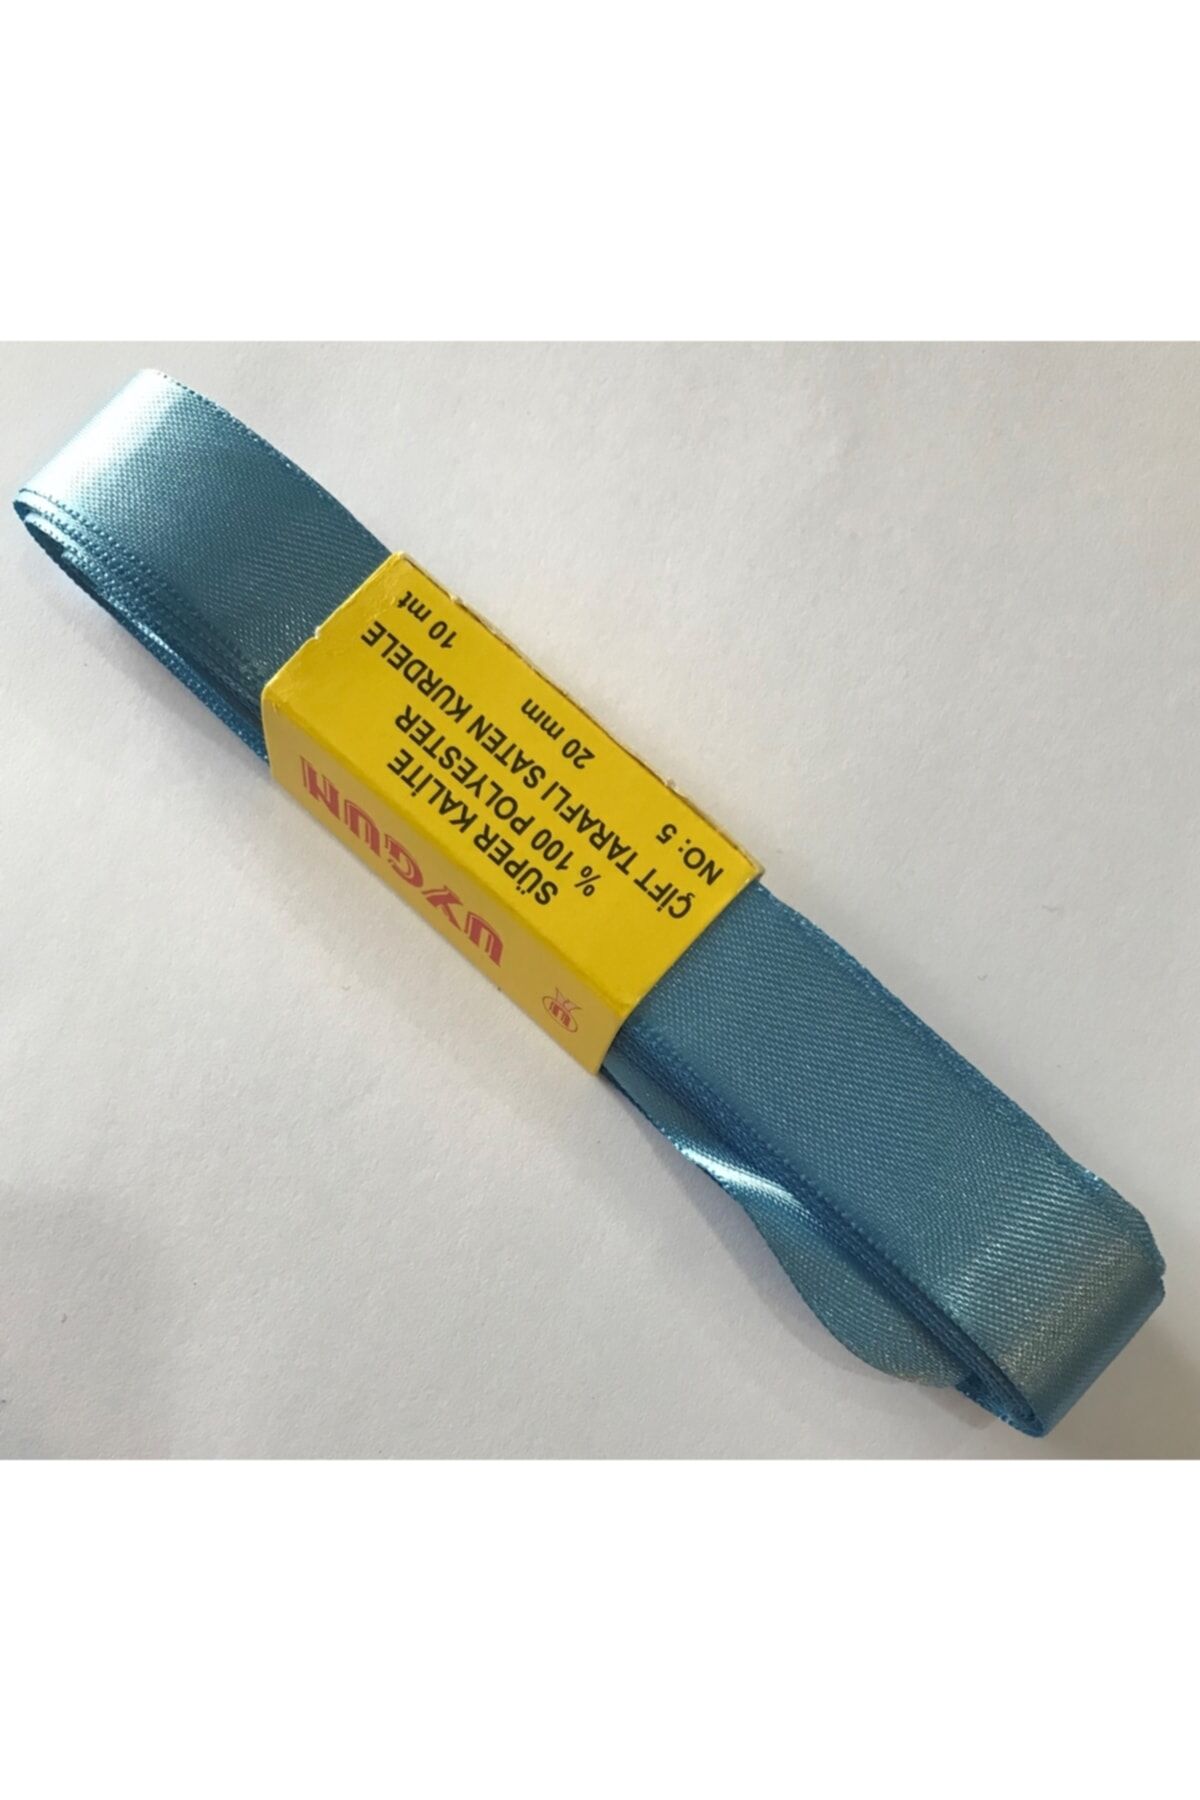 UYGUN
SÜPER KALİTE
% 100 POLYESTER
ÇİFT TARAFLI SATEN KURDELE
NO: 5 20 mm 10 mt